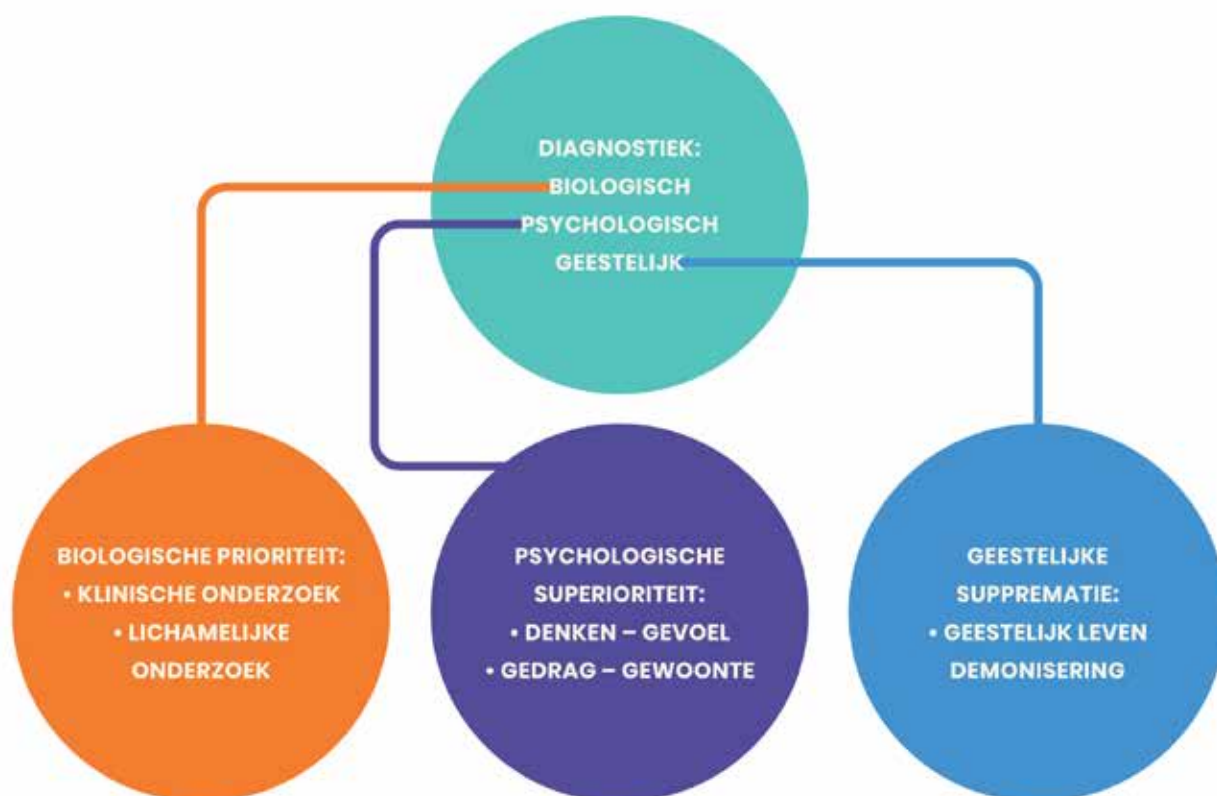 DIAGNOSTIEK:
BIOLOGISCH
PSYCHOLOGISCH
GEESTELIJK
BIOLOGISCHE PRIORITEIT:
• KLINISCHE ONDERZOEK
• LICHAMELIJKE
ONDERZOEK
PSYCHOLOGISCHE
SUPERIORITEIT:
• DENKEN – GEVOEL
• GEDRAG – GEWOONTE
GEESTELIJKE
SUPPREMATIE:
• GEESTELIJK LEVEN
DEMONISERING